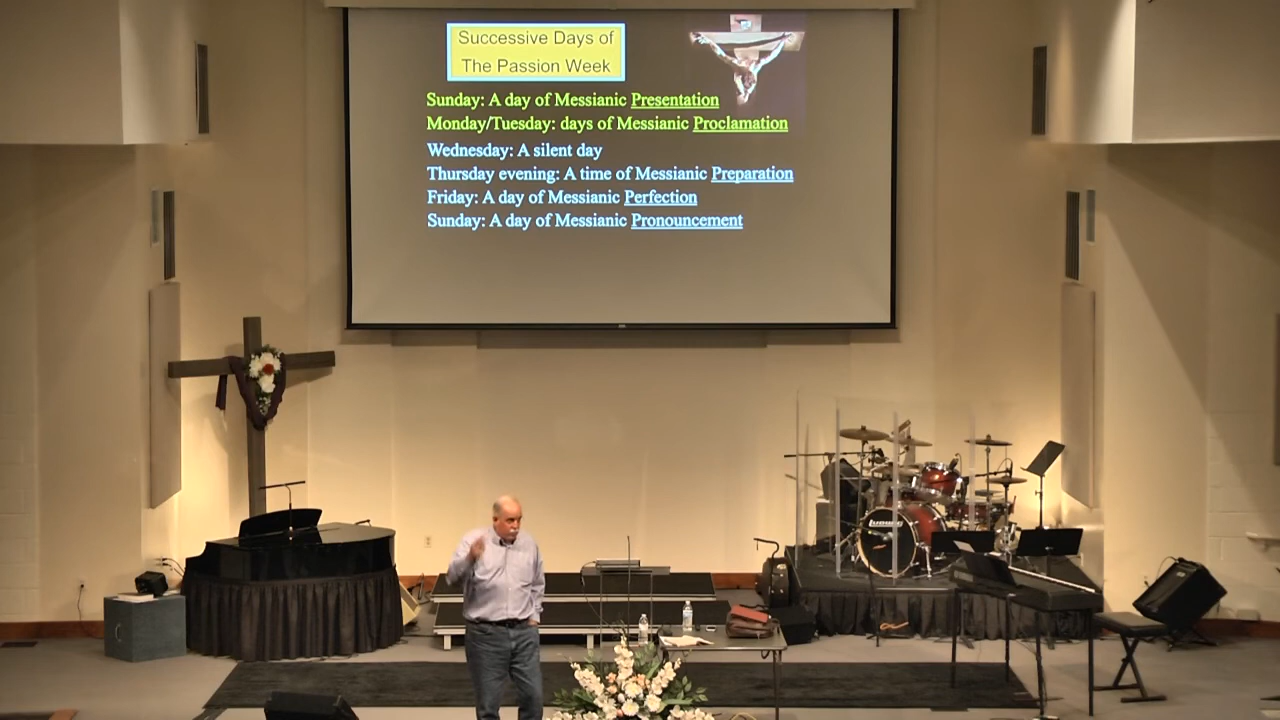 Successive Days of
The Passion Week
Sunday: A day of Messianic Presentation
Monday/Tuesday: days of Messianic Proclamation
Wednesday: A silent day
Thursday evening: A time of Messianic Preparation
Friday: A day of Messianic Perfection
Sunday: A day of Messianic Pronouncement
Ludwig